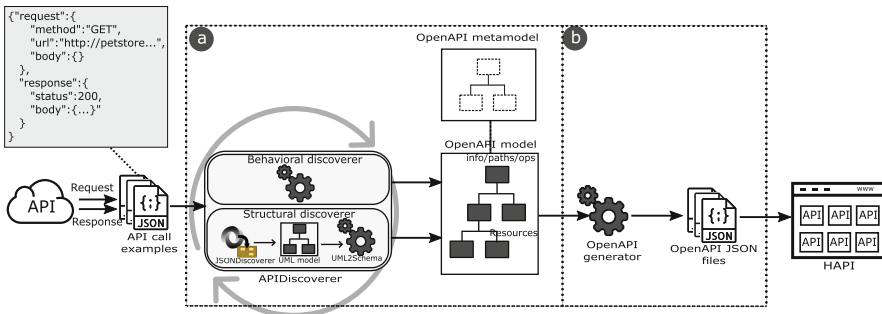 {"request":{
"method":"GET",
"url":"http://petstore...",
"body":{}
},
"response":{
"status":200,
"body":{...}"
}
}
API
Request
Response
{;}
JSON
API call
examples
a
Behavioral discoverer
Structural discoverer
JSONDiscoverer
UML model
UML2Schema
APIDiscoverer
OpenAPI metamodel
OpenAPI model
info/paths/ops
Resources
b
OpenAPI
generator
{;}
JSON
OpenAPI JSON
files
www
API API API
API API API
HAPI